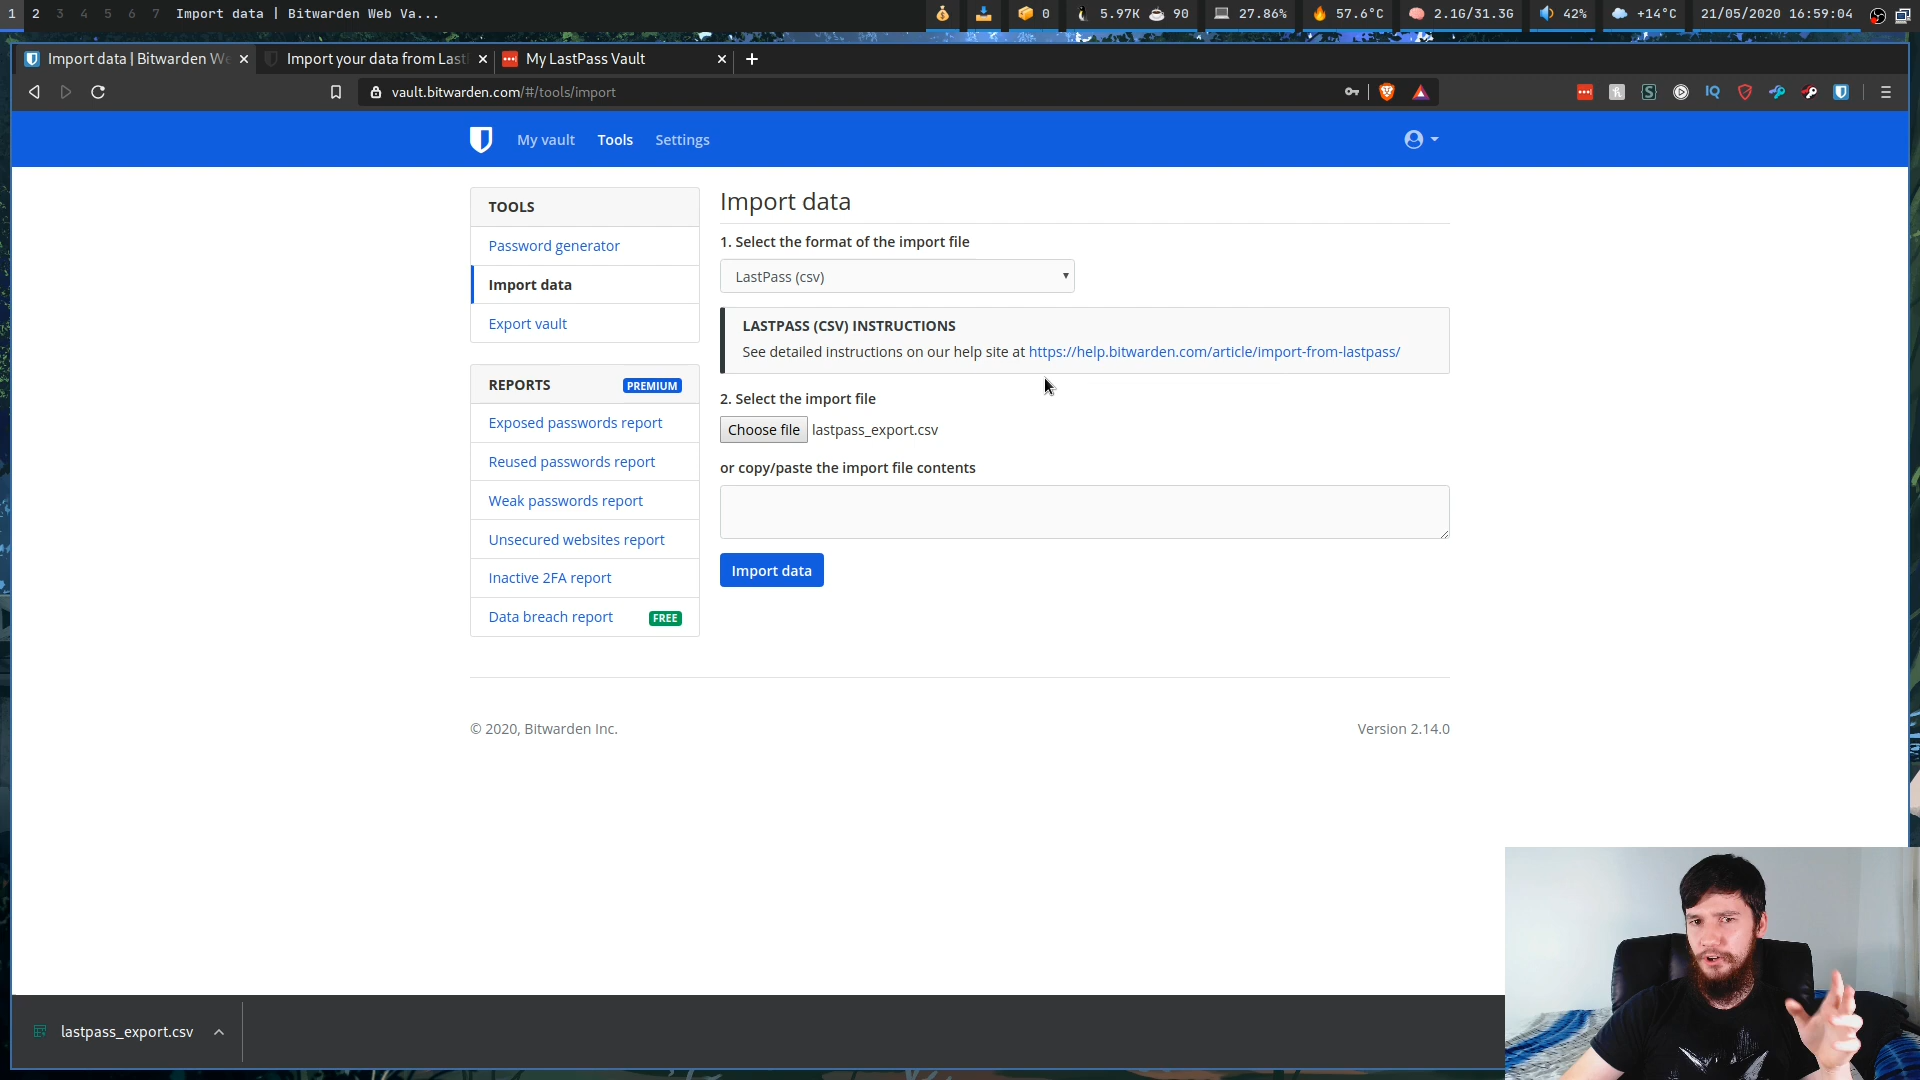 1 2 3 4 5 6 7 Import data | Bitwarden Web Va... 0 5.97K 90 27.86% 57.6°C 2.1G/31.3G 42% +14°C 21/05/2020 16:59:04
Import data | Bitwarden We Import your data from Last My LastPass Vault
vault.bitwarden.com/#/tools/import
My vault Tools Settings
TOOLS
Password generator
Import data
Export vault
REPORTS PREMIUM
Exposed passwords report
Reused passwords report
Weak passwords report
Unsecured websites report
Inactive 2FA report
Data breach report FREE
Import data
1. Select the format of the import file
LastPass (csv)
LASTPASS (CSV) INSTRUCTIONS
See detailed instructions on our help site at https://help.bitwarden.com/article/import-from-lastpass/
2. Select the import file
Choose file lastpass_export.csv
or copy/paste the import file contents
Import data
© 2020, Bitwarden Inc. Version 2.14.0
lastpass_export.csv